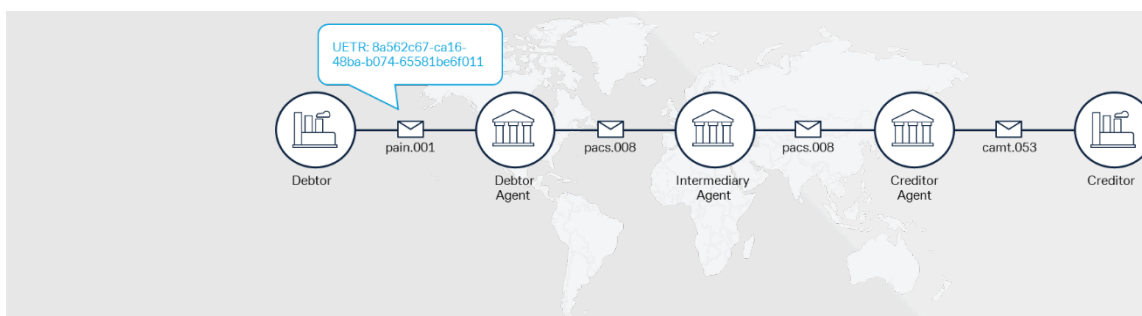 UETR: 8a562c67-ca16-
48ba-b074-65581be6f011
pain.001
pacs.008
pacs.008
camt.053
Debtor
Debtor
Agent
Intermediary
Agent
Creditor
Agent
Creditor